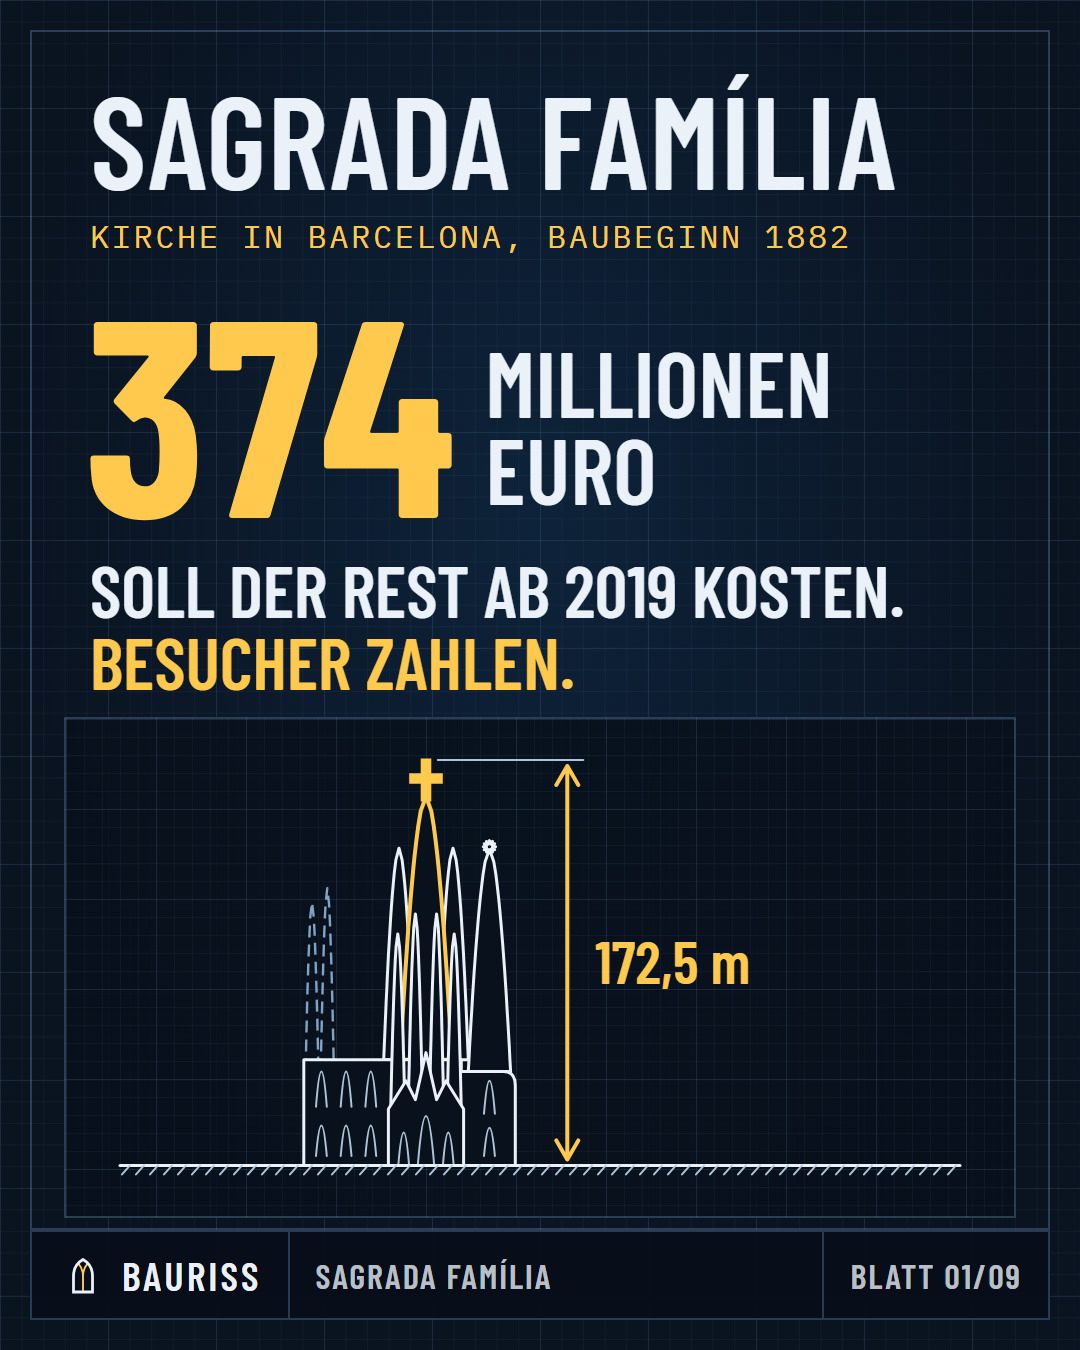 SAGRADA FAMÍLIA
KIRCHE IN BARCELONA, BAUBEGINN 1882
374 MILLIONEN
EURO
SOLL DER REST AB 2019 KOSTEN.
BESUCHER ZAHLEN.
172,5 m
BAURISS
SAGRADA FAMÍLIA
BLATT 01/09